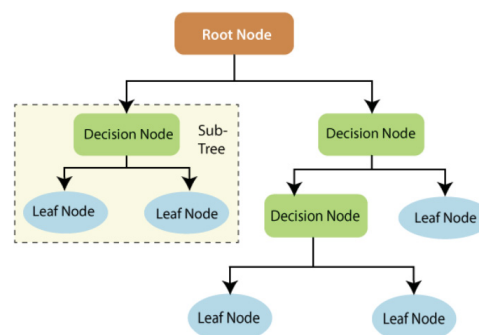 Root Node
Decision Node
Sub-
Tree
Decision Node
Leaf Node
Leaf Node
Decision Node
Leaf Node
Leaf Node
Leaf Node